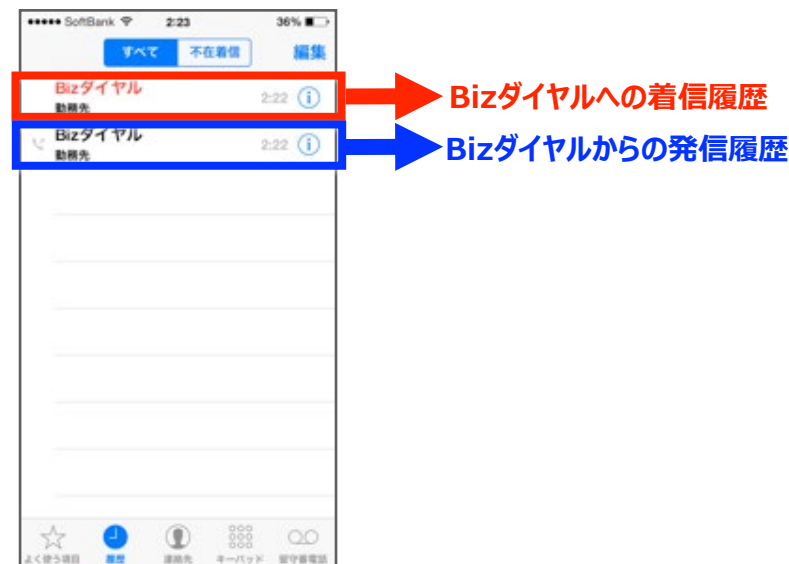 SoftBank 2:23 36%
すべて 不在着信 編集
Bizダイヤル
勤務先
2:22
Bizダイヤルへの着信履歴
Bizダイヤル
勤務先
2:22
Bizダイヤルからの発信履歴
よく使う項目 履歴 連絡先 キーパッド 留守番電話